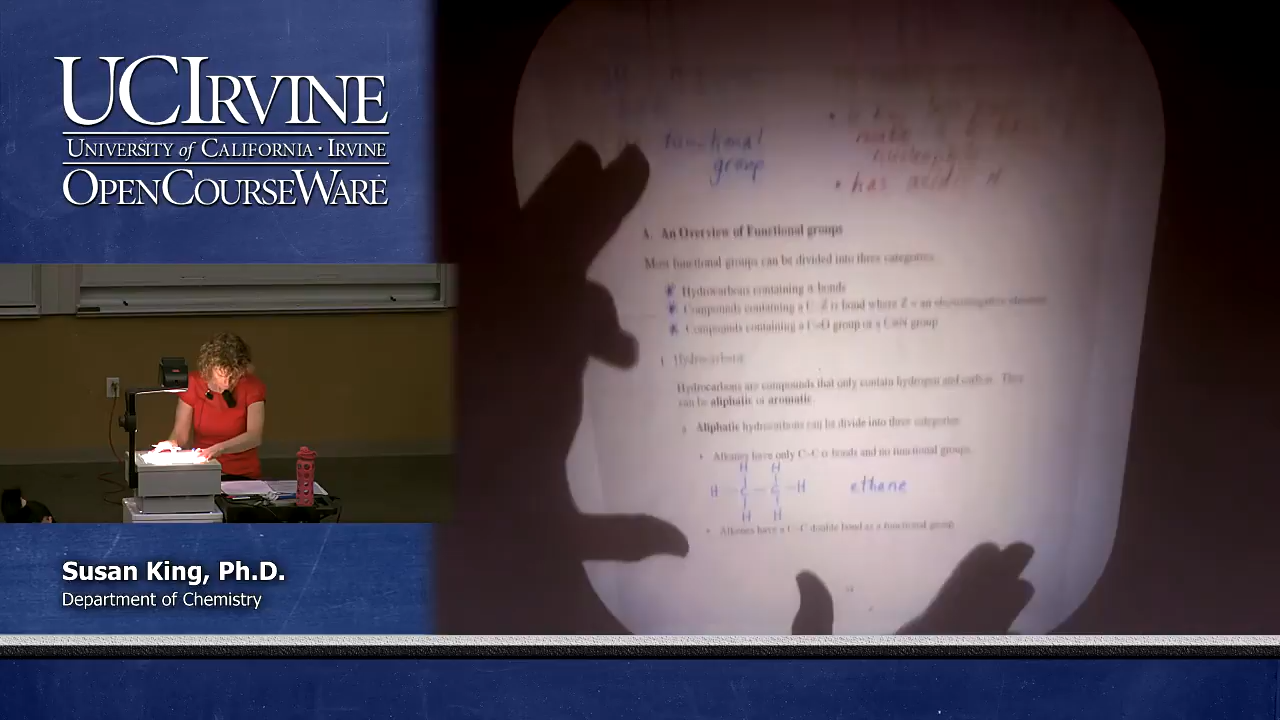 UCIRVINE
UNIVERSITY of CALIFORNIA · IRVINE
OPENCOURSEWARE
Susan King, Ph.D.
Department of Chemistry
functional
group
• has acidic H
A. An Overview of Functional groups
Most functional groups can be divided into three categories.
Hydrocarbons containing π bonds
Compounds containing a C–Z σ bond where Z = an electronegative element
Compounds containing a C=O group or a C≡N group
1. Hydrocarbons
Hydrocarbons are compounds that only contain hydrogen and carbon. They
can be aliphatic or aromatic.
a. Aliphatic hydrocarbons can be divide into three categories.
• Alkanes have only C–C σ bonds and no functional groups.
H H
H – C – C – H ethane
H H
• Alkenes have a C–C double bond as a functional group